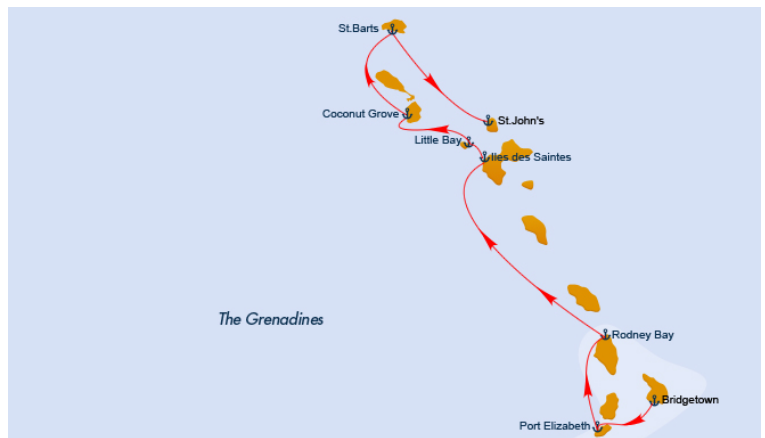 St.Barts
Coconut Grove
St.John's
Little Bay
Iles des Saintes
The Grenadines
Rodney Bay
Bridgetown
Port Elizabeth